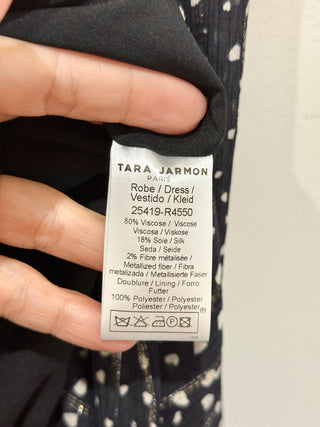 TARA JARMON
PARIS
Robe / Dress /
Vestido / Kleid
25419-R4550
80% Viscose / Viscose
Viscosa / Viskose
18% Soie / Silk
Seda / Seide
2% Fibre métalisée /
Metallized fiber / Fibra
metalizada / Metallisierte Faser
Doublure / Lining / Forro
Futter
100% Polyester / Polyester
Poliester / Polyester